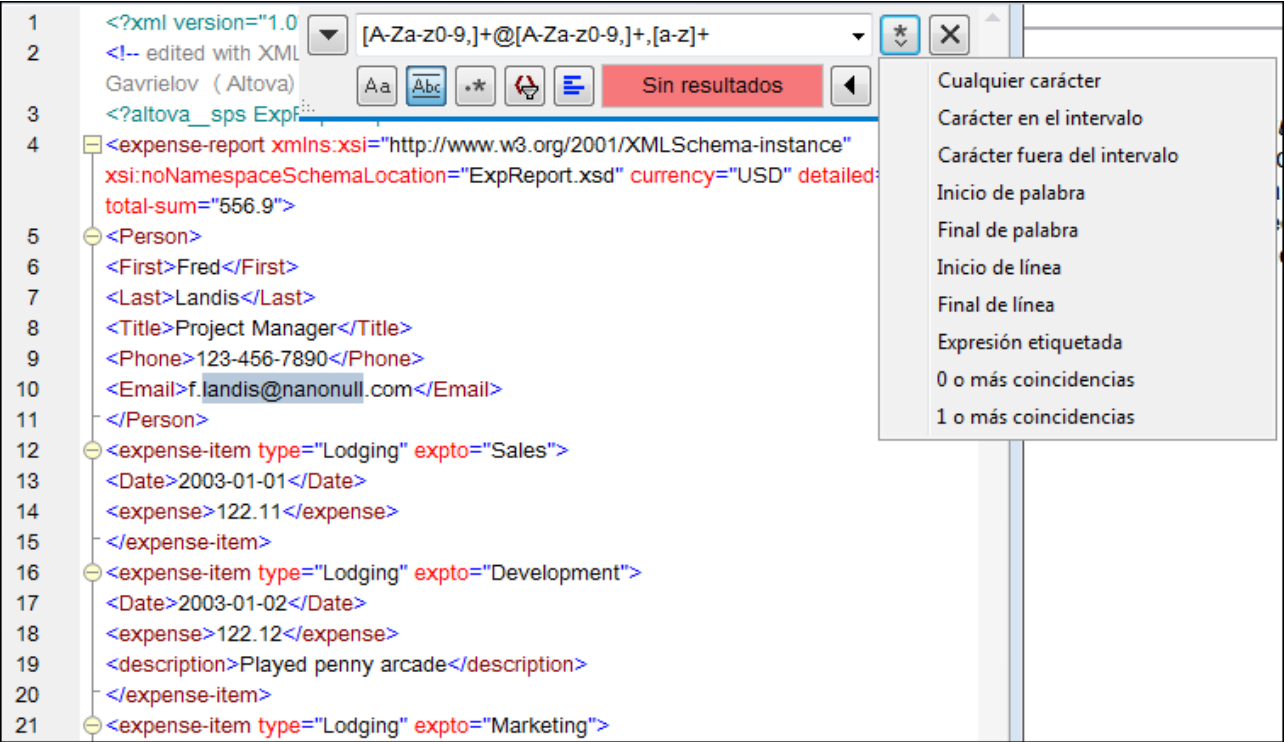 [A-Za-z0-9,]+@[A-Za-z0-9,]+,[a-z]+
Aa Abc .* Sin resultados
Cualquier carácter
Carácter en el intervalo
Carácter fuera del intervalo
Inicio de palabra
Final de palabra
Inicio de línea
Final de línea
Expresión etiquetada
0 o más coincidencias
1 o más coincidencias
1 <?xml version="1.0
2 <!-- edited with XML
Gavrielov ( Altova)
3 <?altova_sps
4 <expense-report xmlns:xsi="http://www.w3.org/2001/XMLSchema-instance"
xsi:noNamespaceSchemaLocation="ExpReport.xsd" currency="USD" detailed=
total-sum="556.9">
5 <Person>
6 <First>Fred</First>
7 <Last>Landis</Last>
8 <Title>Project Manager</Title>
9 <Phone>123-456-7890</Phone>
10 <Email>f.landis@nanonull.com</Email>
11 </Person>
12 <expense-item type="Lodging" expto="Sales">
13 <Date>2003-01-01</Date>
14 <expense>122.11</expense>
15 </expense-item>
16 <expense-item type="Lodging" expto="Development">
17 <Date>2003-01-02</Date>
18 <expense>122.12</expense>
19 <description>Played penny arcade</description>
20 </expense-item>
21 <expense-item type="Lodging" expto="Marketing">